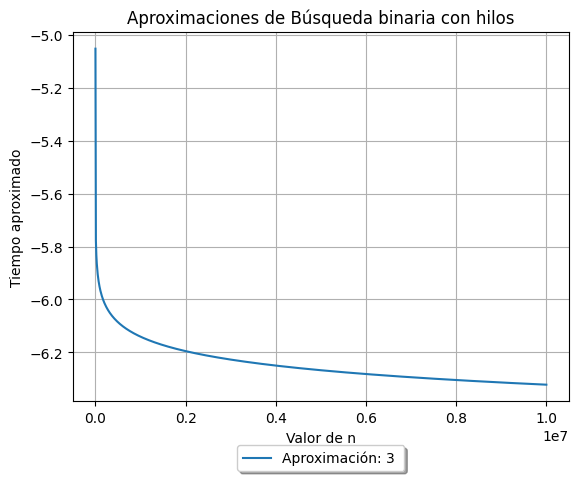 Aproximaciones de Búsqueda binaria con hilos
Tiempo aproximado
−5.0
−5.2
−5.4
−5.6
−5.8
−6.0
−6.2
0.0 0.2 0.4 0.6 0.8 1.0
1e7
Valor de n
Aproximación: 3